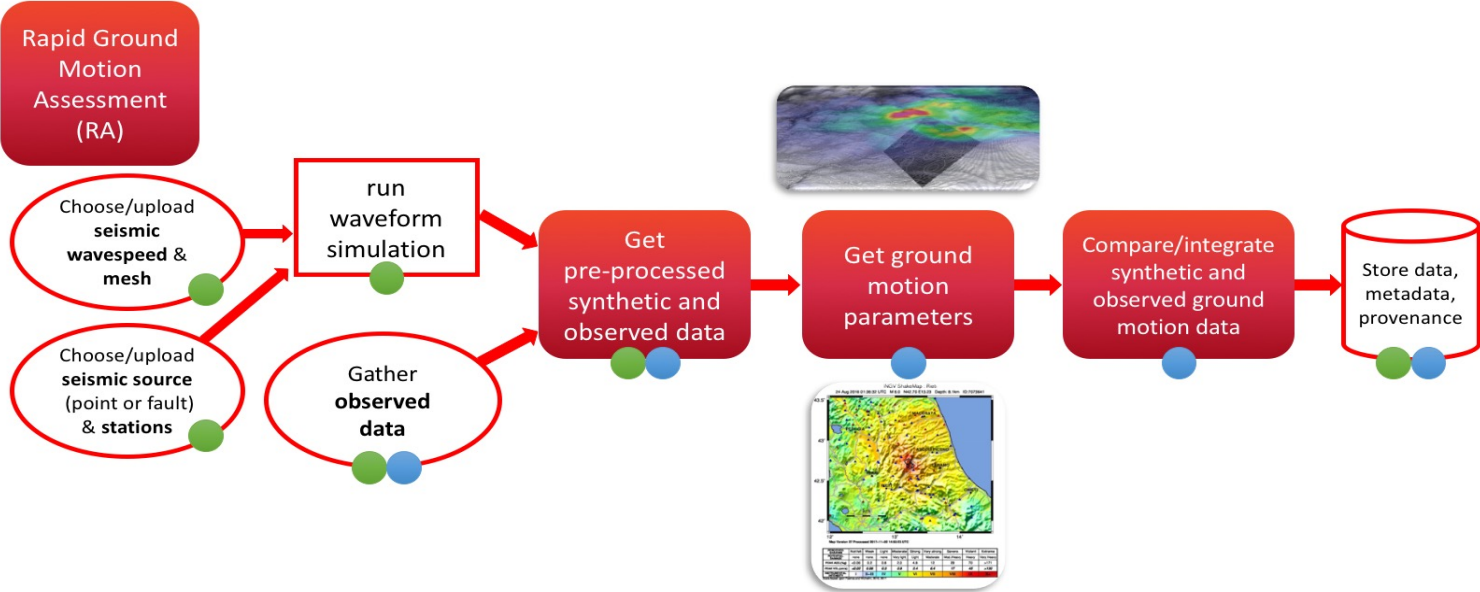 Rapid Ground
Motion
Assessment
(RA)
Choose/upload
seismic
wavespeed &
mesh
Choose/upload
seismic source
(point or fault)
& stations
run
waveform
simulation
Gather
observed
data
Get
pre-processed
synthetic and
observed data
Get ground
motion
parameters
Compare/integrate
synthetic and
observed ground
motion data
Store data,
metadata,
provenance